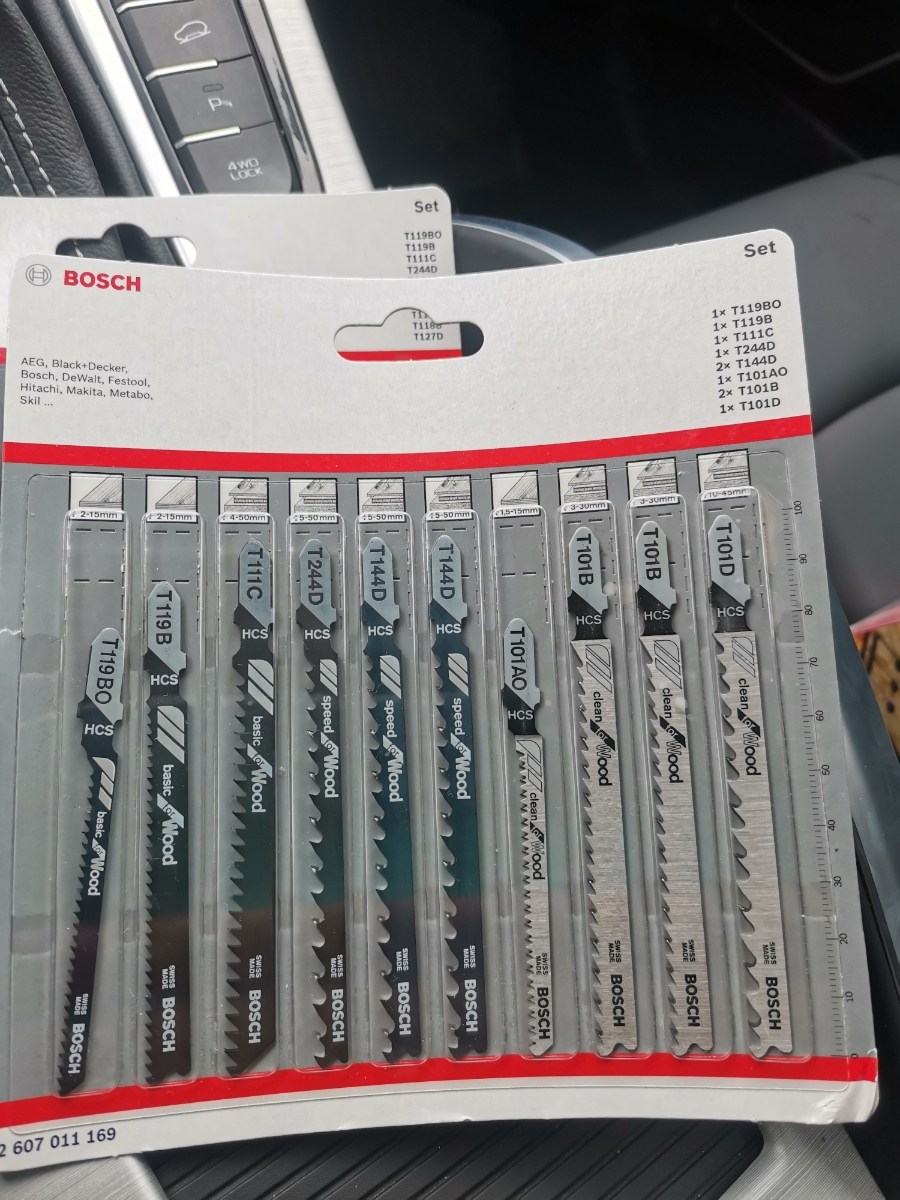 P
4WD
LOCK
Set
T119BO
T119B
T111C
T244D
T118B
T127D
BOSCH
Set
1× T119BO
1× T119B
1× T111C
1× T244D
2× T144D
1× T101AO
2× T101B
1× T101D
AEG, Black+Decker,
Bosch, DeWalt, Festool,
Hitachi, Makita, Metabo,
Skil ...
2-15mm
2-15mm
4-50mm
5-50mm
5-50mm
5-50mm
1,5-15mm
3-30mm
3-30mm
10-45mm
T119BO
HCS
basic for Wood
SWISS
MADE
BOSCH
T119B
HCS
basic for Wood
SWISS
MADE
BOSCH
T111C
HCS
basic for Wood
SWISS
MADE
BOSCH
T244D
HCS
speed for Wood
SWISS
MADE
BOSCH
T144D
HCS
speed for Wood
SWISS
MADE
BOSCH
T144D
HCS
speed for Wood
SWISS
MADE
BOSCH
T101AO
HCS
clean for Wood
SWISS
MADE
BOSCH
T101B
HCS
clean for Wood
SWISS
MADE
BOSCH
T101B
HCS
clean for Wood
SWISS
MADE
BOSCH
T101D
HCS
clean for Wood
SWISS
MADE
BOSCH
100
90
80
70
60
50
40
30
20
10
0
2 607 011 169